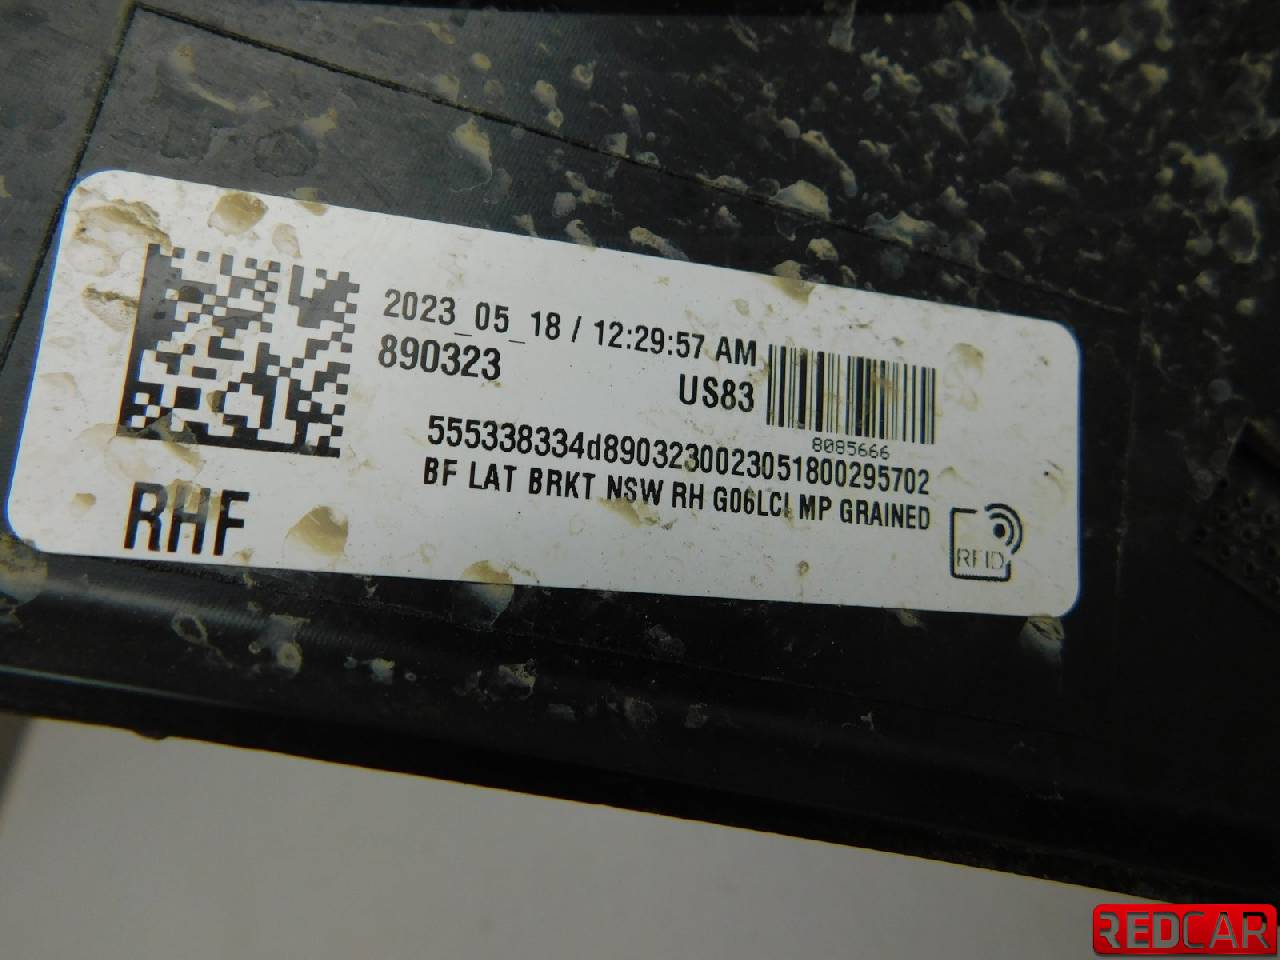 2023_05_18 / 12:29:57 AM
890323
US83
8085666
555338334d8903230023051800295702
BF LAT BRKT NSW RH G06LCI MP GRAINED
RHF
RFID
REDCAR